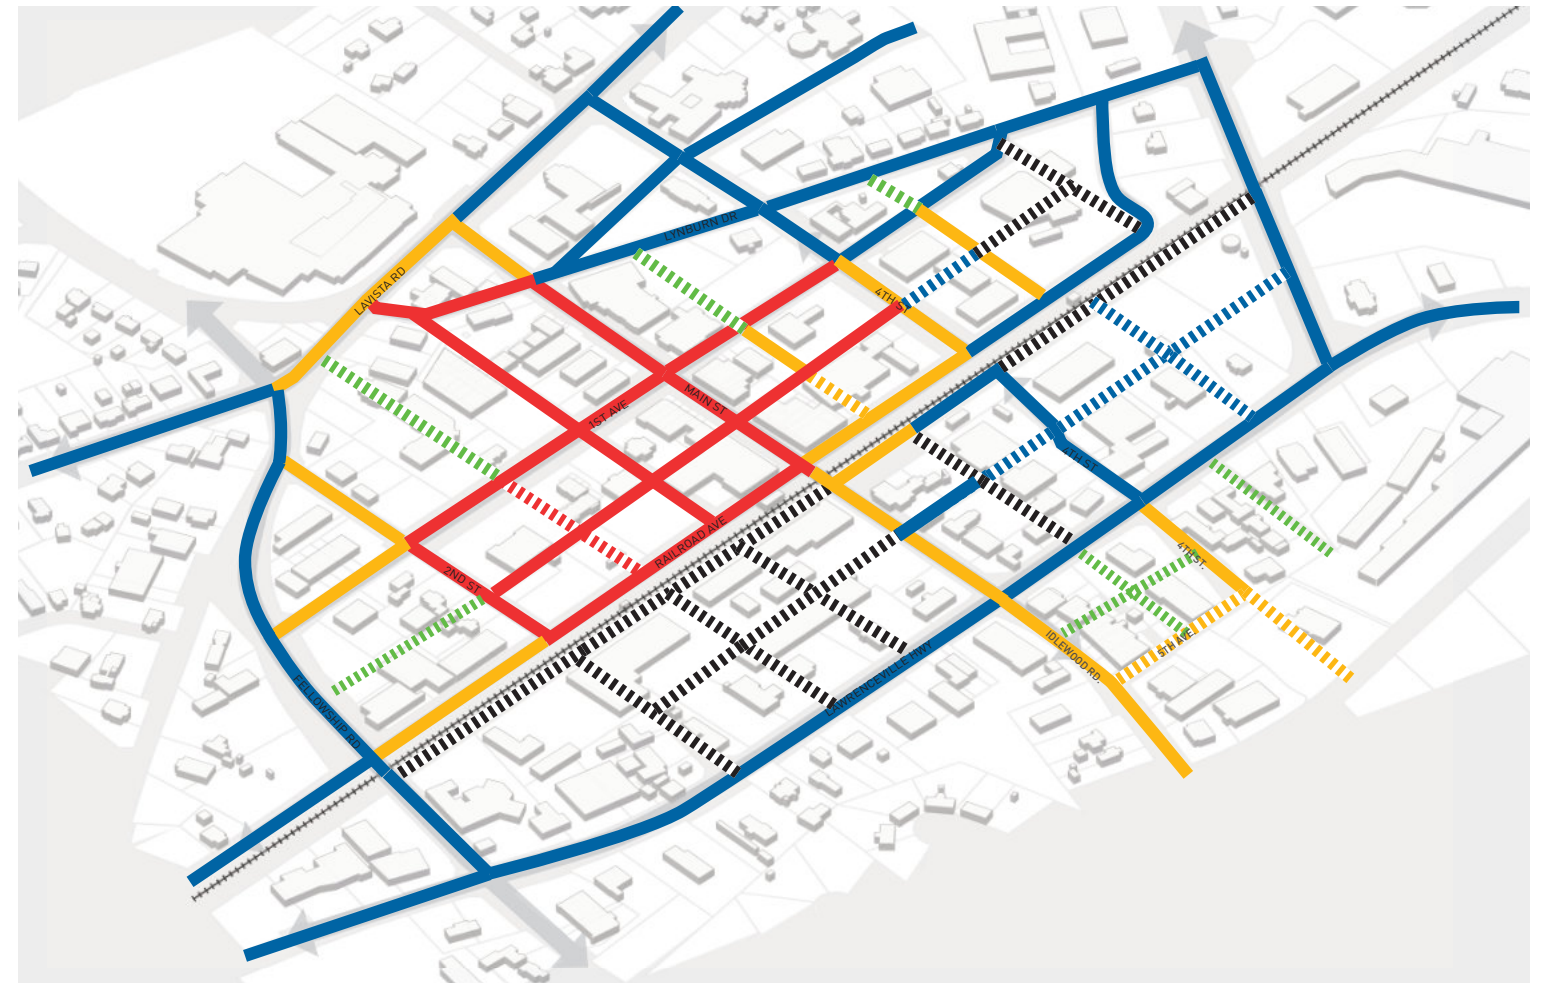 LYNBURN DR
LAVISTA RD
4TH ST
MAIN ST
1ST AVE
4TH ST
RAILROAD AVE
4TH ST.
2ND ST
5TH AVE
IDLEWOOD RD.
LAWRENCEVILLE HWY
FELLOWSHIP RD